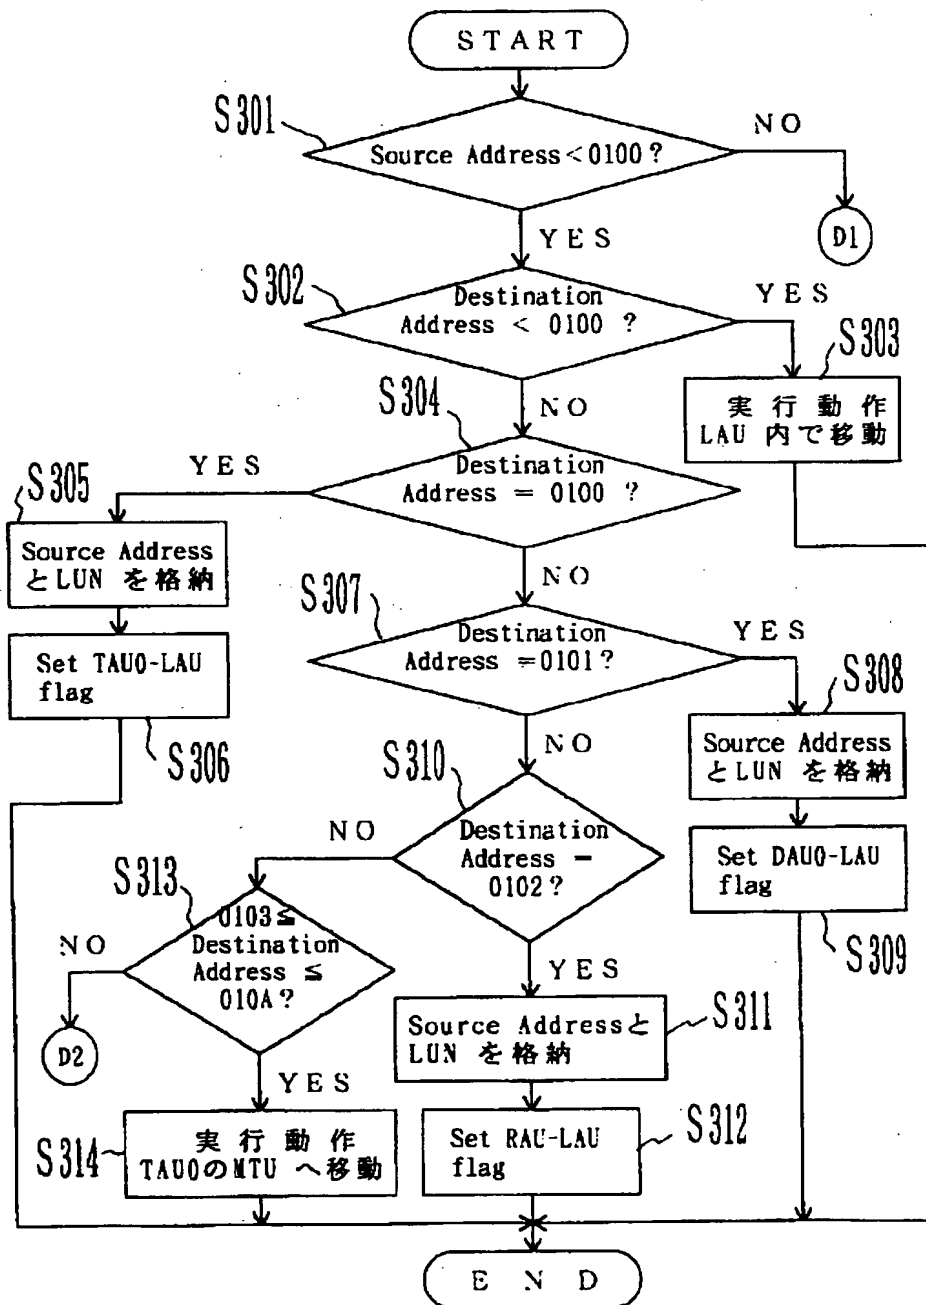 START
S301
Source Address<0100?
NO
D1
YES
S302
Destination
Address < 0100 ?
YES
S303
実行動作
LAU 内で移動
NO
S304
Destination
Address = 0100 ?
YES
S305
Source Address
とLUN を格納
Set TAU0-LAU
flag
S306
NO
S307
Destination
Address =0101?
YES
S308
Source Address
とLUN を格納
Set DAU0-LAU
flag
S309
NO
S310
Destination
Address =
0102?
NO
S313
0103≦
Destination
Address ≦
010A?
NO
D2
YES
S311
Source Addressと
LUN を格納
YES
S314
実行動作
TAU0のMTU へ移動
Set RAU-LAU
flag
S312
END